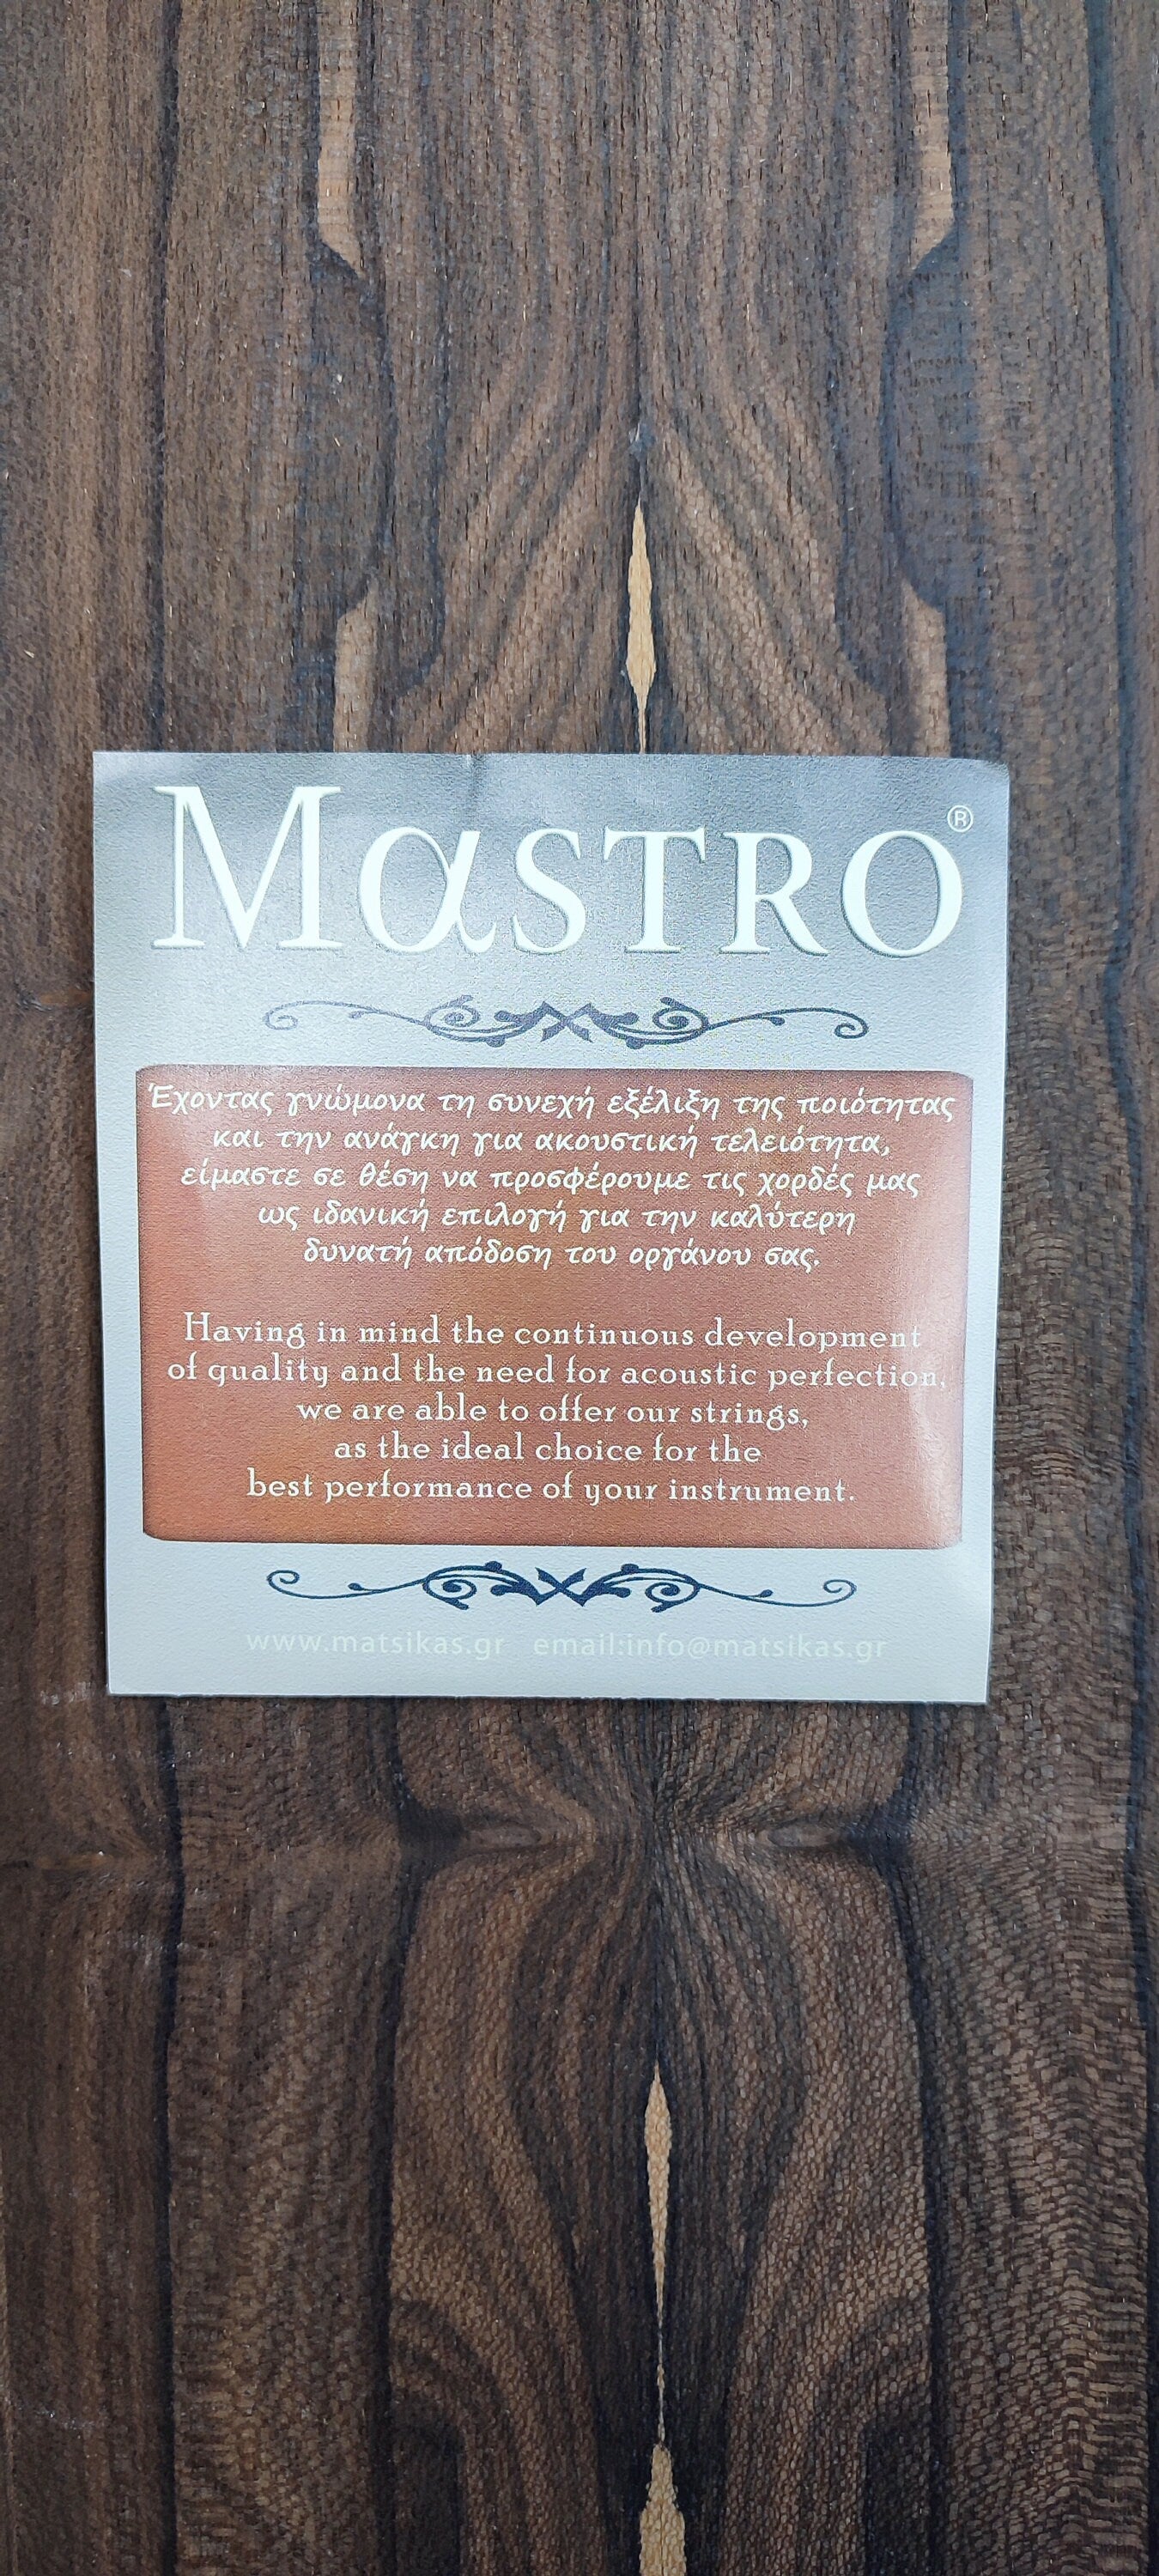 MαSTRO®
Έχοντας γνώμονα τη συνεχή εξέλιξη της ποιότητας
και την ανάγκη για ακουστική τελειότητα,
είμαστε σε θέση να προσφέρουμε τις χορδές μας
ως ιδανική επιλογή για την καλύτερη
δυνατή απόδοση του οργάνου σας.
Having in mind the continuous development
of quality and the need for acoustic perfection,
we are able to offer our strings,
as the ideal choice for the
best performance of your instrument.
www.matsikas.gr email:info@matsikas.gr